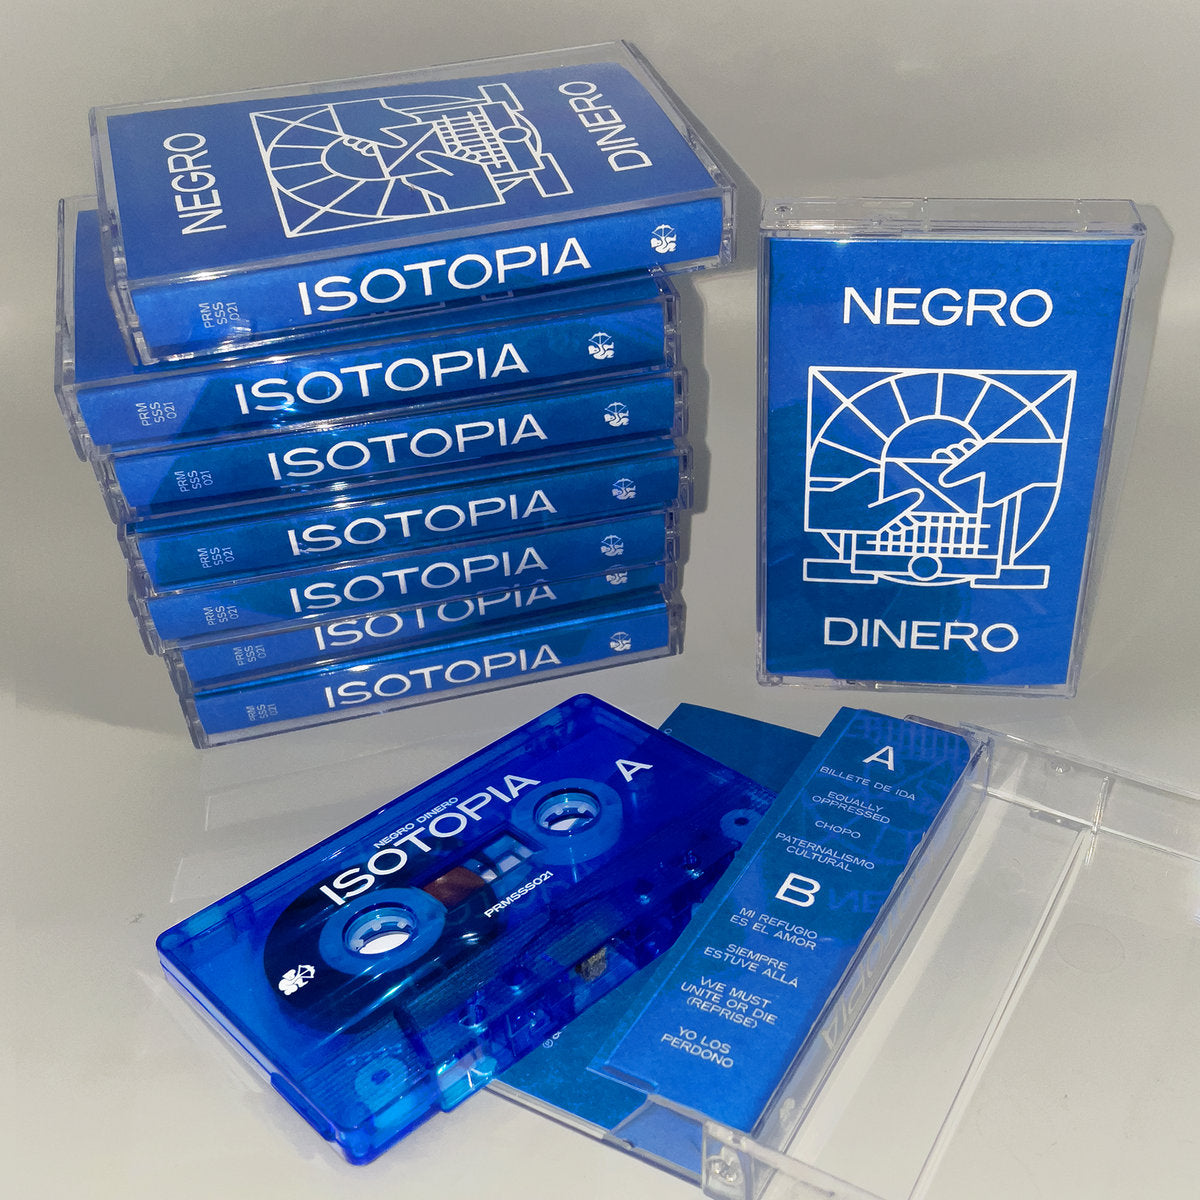 NEGRO
DINERO
ISOTOPIA
PRM
SSS
021
ISOTOPIA
PRM
SSS
021
ISOTOPIA
PRM
SSS
021
ISOTOPIA
PRM
SSS
021
ISOTOPIA
PRM
SSS
021
ISOTOPIA
PRM
SSS
021
ISOTOPIA
PRM
SSS
021
NEGRO
DINERO
NEGRO DINERO
ISOTOPIA
A
PRMSSS021
A
BILLETE DE IDA
EQUALLY
OPPRESSED
CHOPO
PATERNALISMO
CULTURAL
B
MI REFUGIO
ES EL AMOR
SIEMPRE
ESTUVE ALLÁ
WE MUST
UNITE OR DIE
(REPRISE)
YO LOS
PERDONO